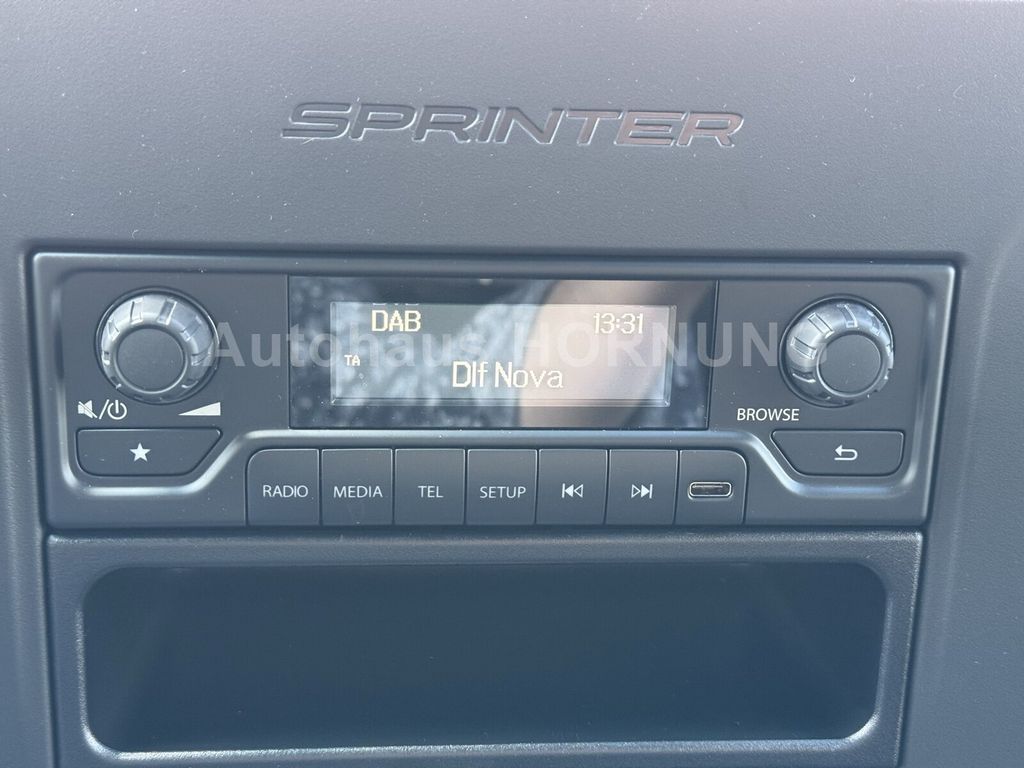 SPRINTER
DAB 13:31
Autohaus HORNUNG
TA
Dlf Nova
BROWSE
RADIO MEDIA TEL SETUP